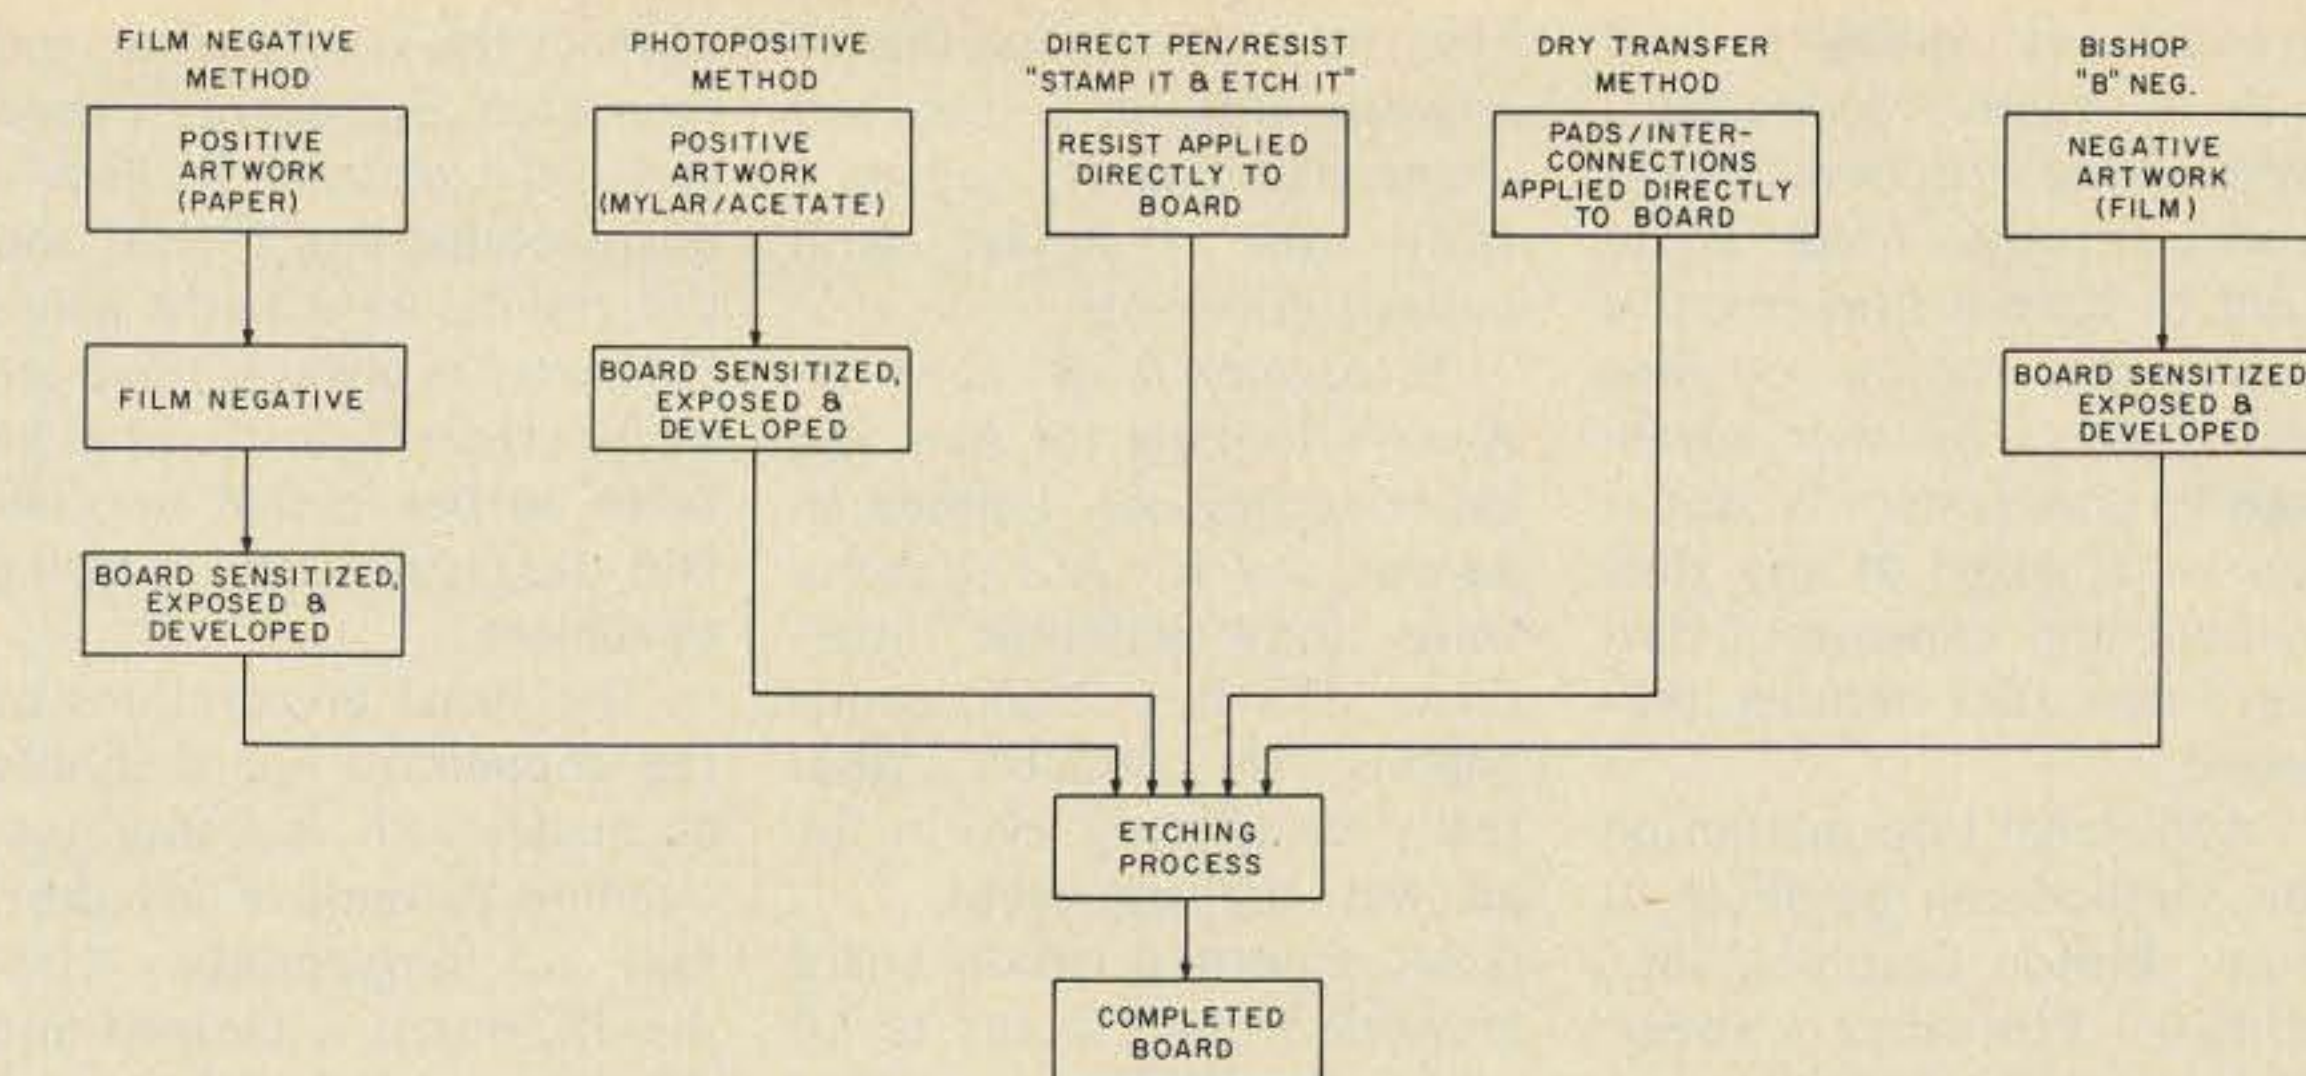 FILM NEGATIVE
METHOD
POSITIVE
ARTWORK
(PAPER)
FILM NEGATIVE
BOARD SENSITIZED,
EXPOSED &
DEVELOPED
PHOTOPOSITIVE
METHOD
POSITIVE
ARTWORK
(MYLAR/ACETATE)
BOARD SENSITIZED,
EXPOSED &
DEVELOPED
DIRECT PEN/RESIST
"STAMP IT & ETCH IT"
RESIST APPLIED
DIRECTLY TO
BOARD
DRY TRANSFER
METHOD
PADS/INTER-
CONNECTIONS
APPLIED DIRECTLY
TO BOARD
BISHOP
"B" NEG.
NEGATIVE
ARTWORK
(FILM)
BOARD SENSITIZED
EXPOSED &
DEVELOPED
ETCHING
PROCESS
COMPLETED
BOARD